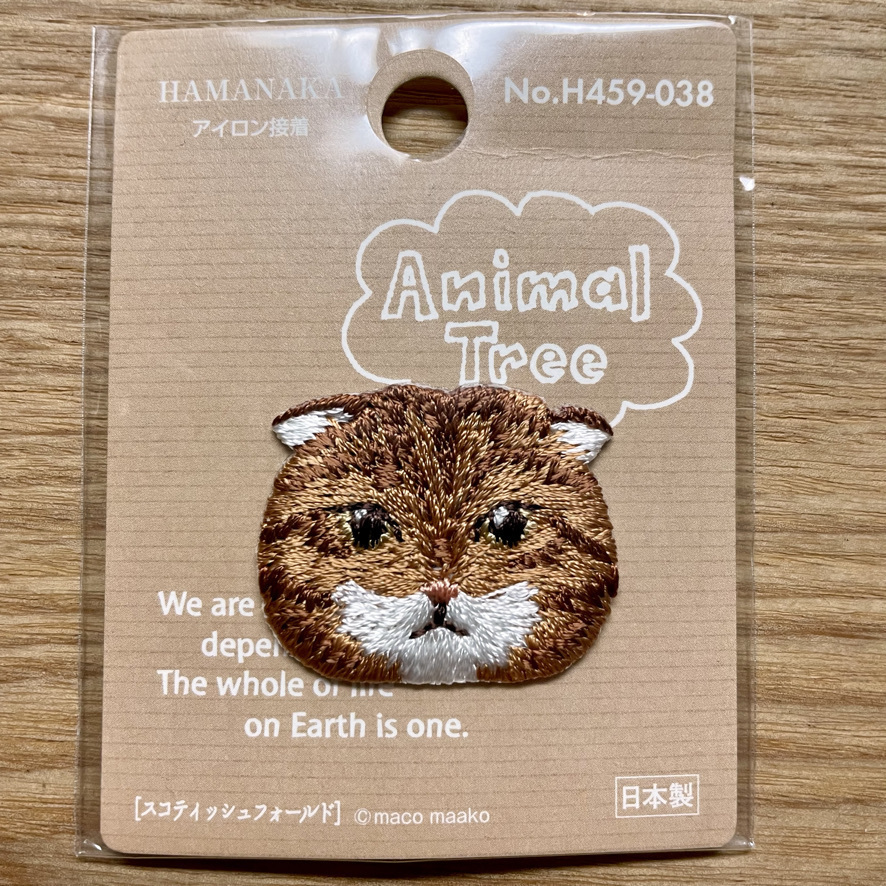 HAMANAKA
アイロン接着
No.H459-038
Animal
Tree
We are
The whole of life
on Earth is one.
[スコティッシュフォールド] ©maco maako
日本製